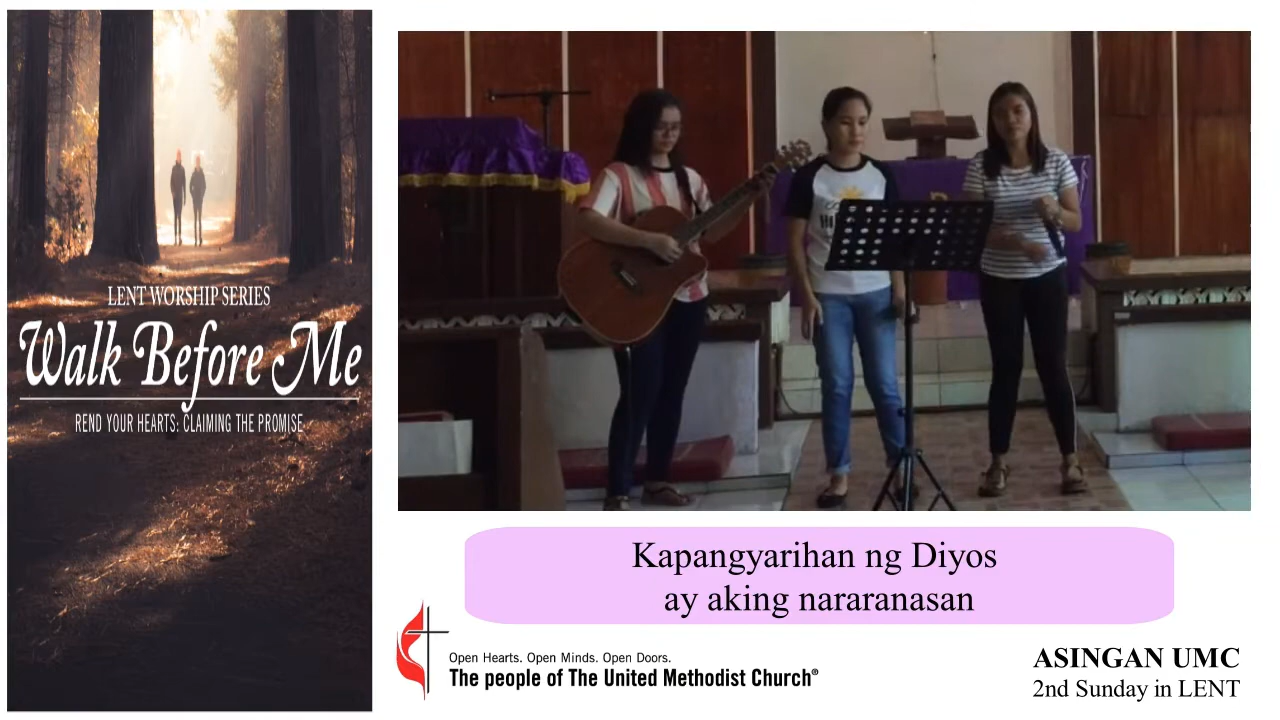 LENT WORSHIP SERIES
Walk Before Me
REND YOUR HEARTS: CLAIMING THE PROMISE
Kapangyarihan ng Diyos
ay aking nararanasan
Open Hearts. Open Minds. Open Doors.
The people of The United Methodist Church®
ASINGAN UMC
2nd Sunday in LENT